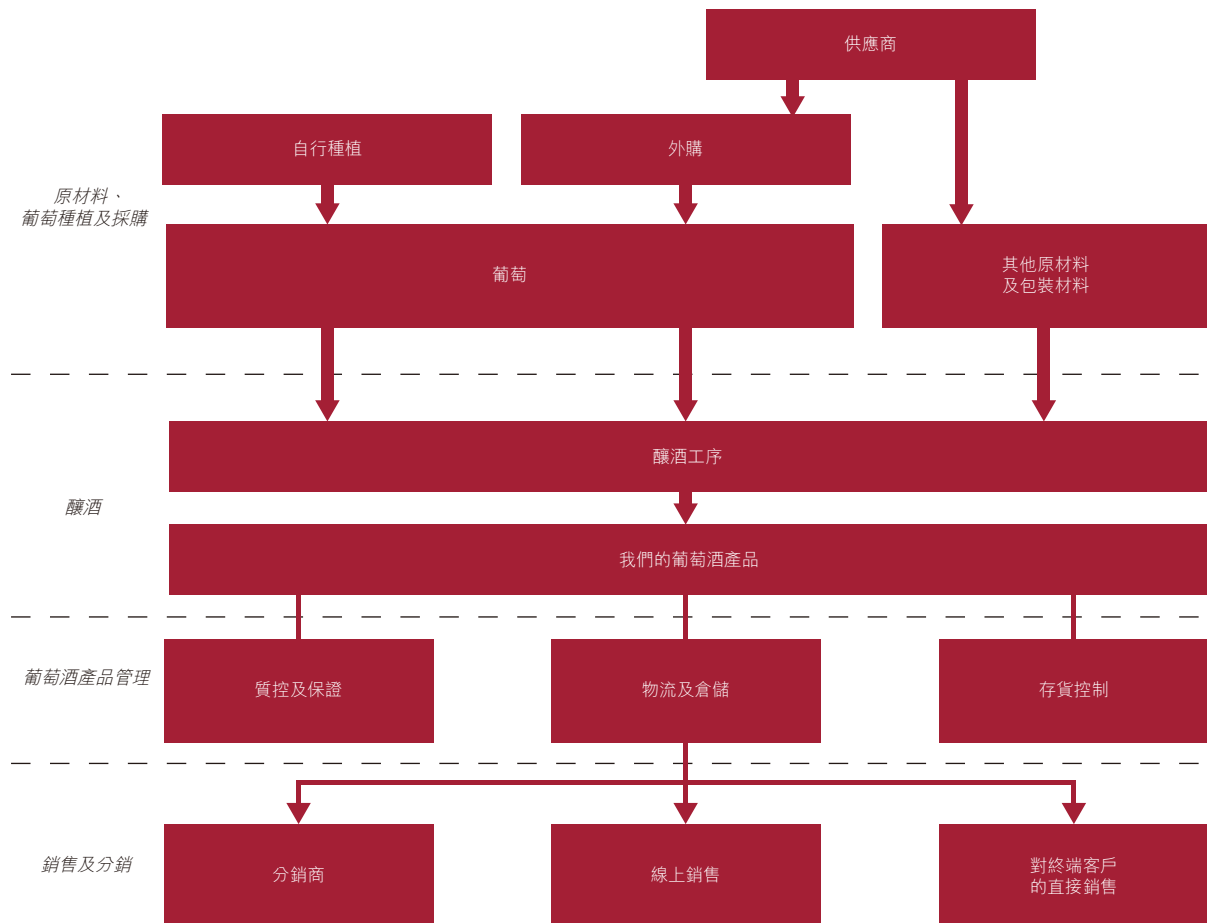 供應商
自行種植
外購
原材料、
葡萄種植及採購
葡萄
其他原材料
及包裝材料
釀酒工序
釀酒
我們的葡萄酒產品
葡萄酒產品管理
質控及保證
物流及倉儲
存貨控制
銷售及分銷
分銷商
線上銷售
對終端客戶
的直接銷售